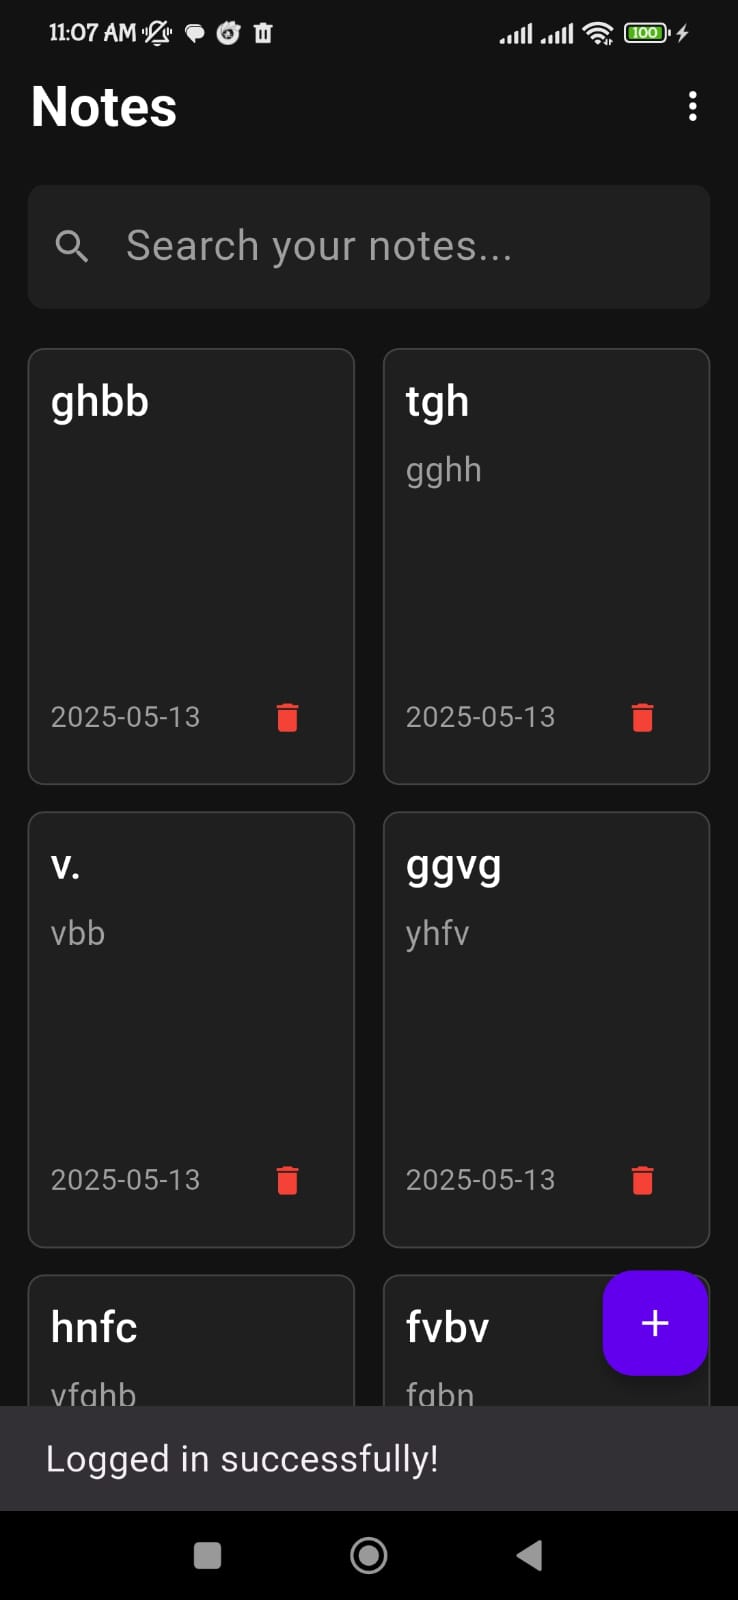 11:07 AM
100
Notes
Search your notes...
ghbb
2025-05-13
tgh
gghh
2025-05-13
v.
vbb
2025-05-13
ggvg
yhfv
2025-05-13
hnfc
vfghb
fvbv
fgbn
+
Logged in successfully!